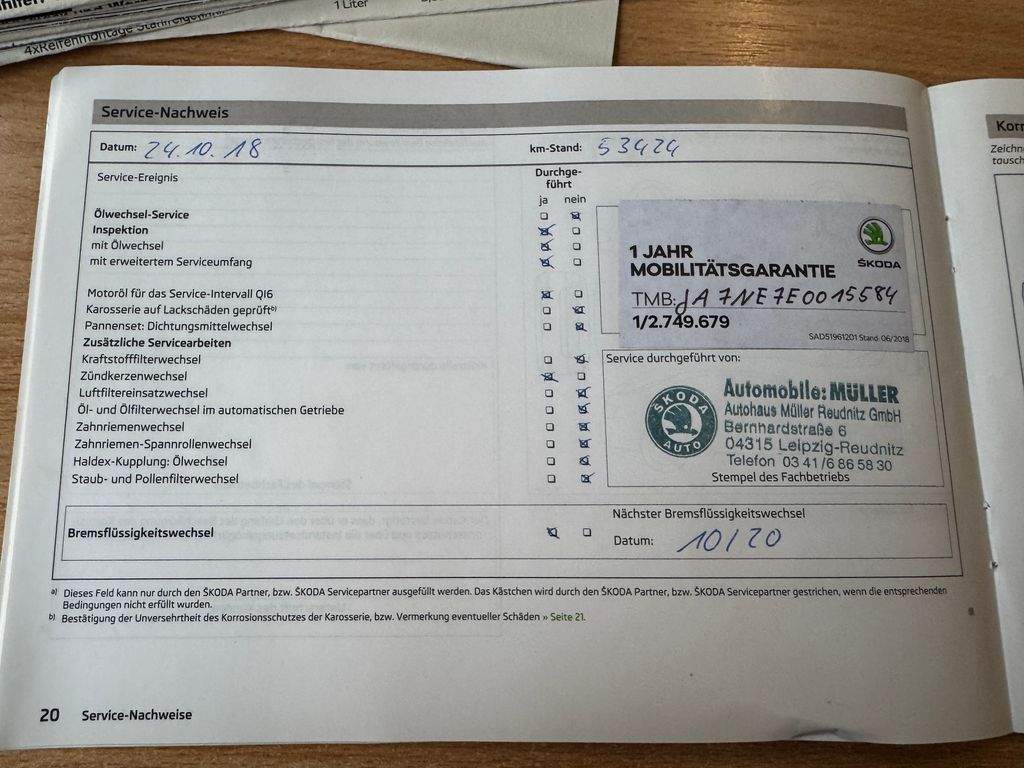 1 Liter
4xReifenmontage
Service-Nachweis
Datum: 24.10.18 km-Stand: 53424
Service-Ereignis Durchge-
führt
ja nein
Ölwechsel-Service
Inspektion
mit Ölwechsel
mit erweitertem Serviceumfang
Motoröl für das Service-Intervall QI6
Karosserie auf Lackschäden geprüftb)
Pannenset: Dichtungsmittelwechsel
Zusätzliche Servicearbeiten
Kraftstofffilterwechsel
Zündkerzenwechsel
Luftfiltereinsatzwechsel
Öl- und Ölfilterwechsel im automatischen Getriebe
Zahnriemenwechsel
Zahnriemen-Spannrollenwechsel
Haldex-Kupplung: Ölwechsel
Staub- und Pollenfilterwechsel
ŠKODA
1 JAHR
MOBILITÄTSGARANTIE
TMB: JA7NE7E0015584
1/2.749.679
SAD51961201 Stand: 06/2018
Service durchgeführt von:
ŠKODA
AUTO
Automobile: MÜLLER
Autohaus Müller Reudnitz GmbH
Bernhardstraße 6
04315 Leipzig-Reudnitz
Telefon 03 41/6 86 58 30
Stempel des Fachbetriebs
Bremsflüssigkeitswechsel
Nächster Bremsflüssigkeitswechsel
Datum: 10/20
a) Dieses Feld kann nur durch den ŠKODA Partner, bzw. ŠKODA Servicepartner ausgefüllt werden. Das Kästchen wird durch den ŠKODA Partner, bzw. ŠKODA Servicepartner gestrichen, wenn die entsprechenden
Bedingungen nicht erfüllt wurden.
b) Bestätigung der Unversehrtheit des Korrosionsschutzes der Karosserie, bzw. Vermerkung eventueller Schäden » Seite 21.
20 Service-Nachweise